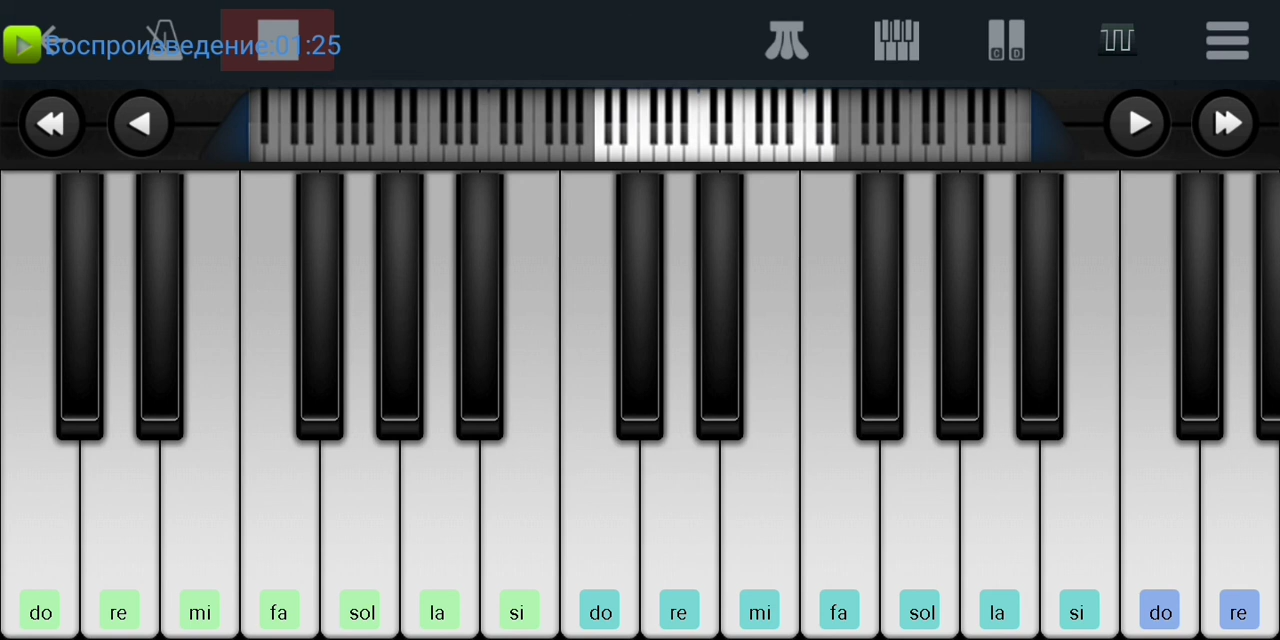 Воспроизведение:01:25
C D
do re mi fa sol la si do re mi fa sol la si do re